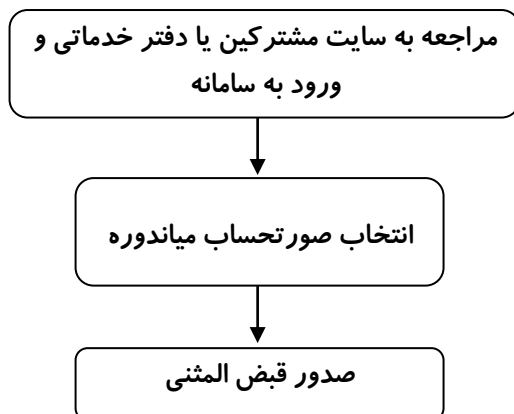 مراجعه به سایت مشترکین یا دفتر خدماتی و
ورود به سامانه
انتخاب صورتحساب میاندوره
صدور قبض المثنی